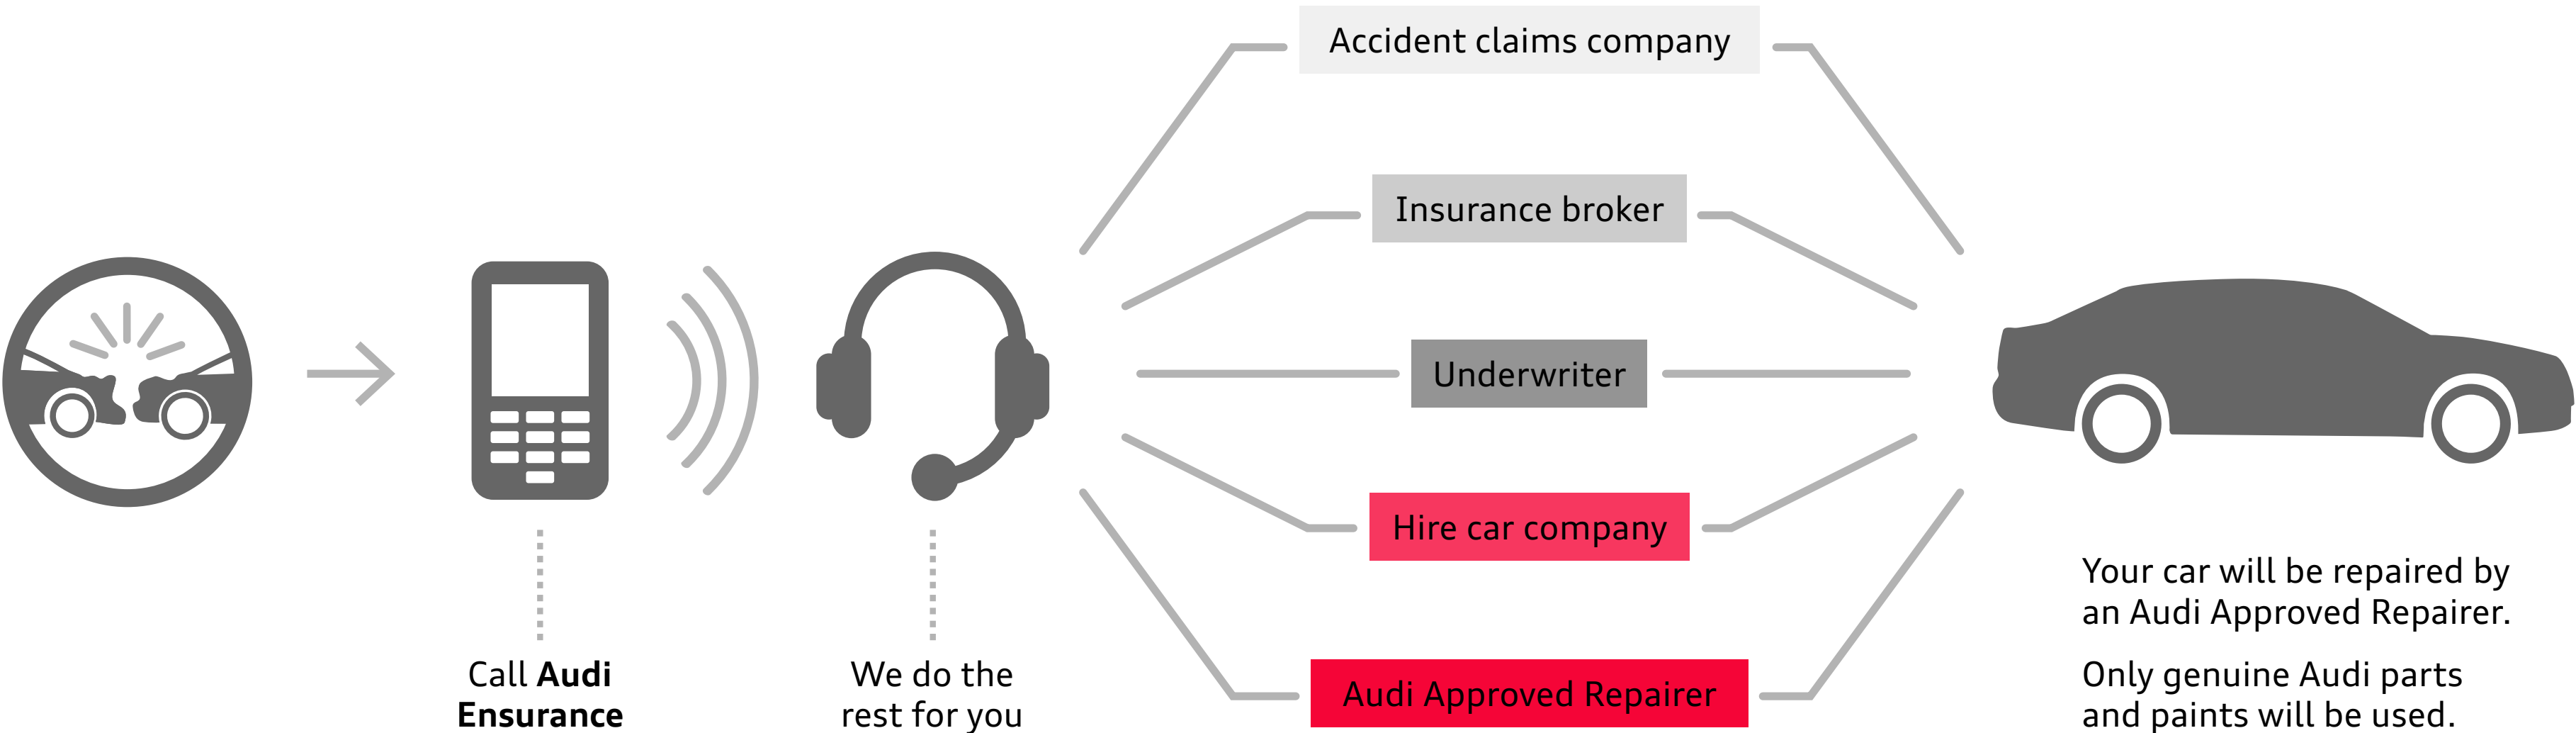 Accident claims company
Insurance broker
Underwriter
Hire car company
Audi Approved Repairer
Call Audi
Ensurance
We do the
rest for you
Your car will be repaired by
an Audi Approved Repairer.
Only genuine Audi parts
and paints will be used.